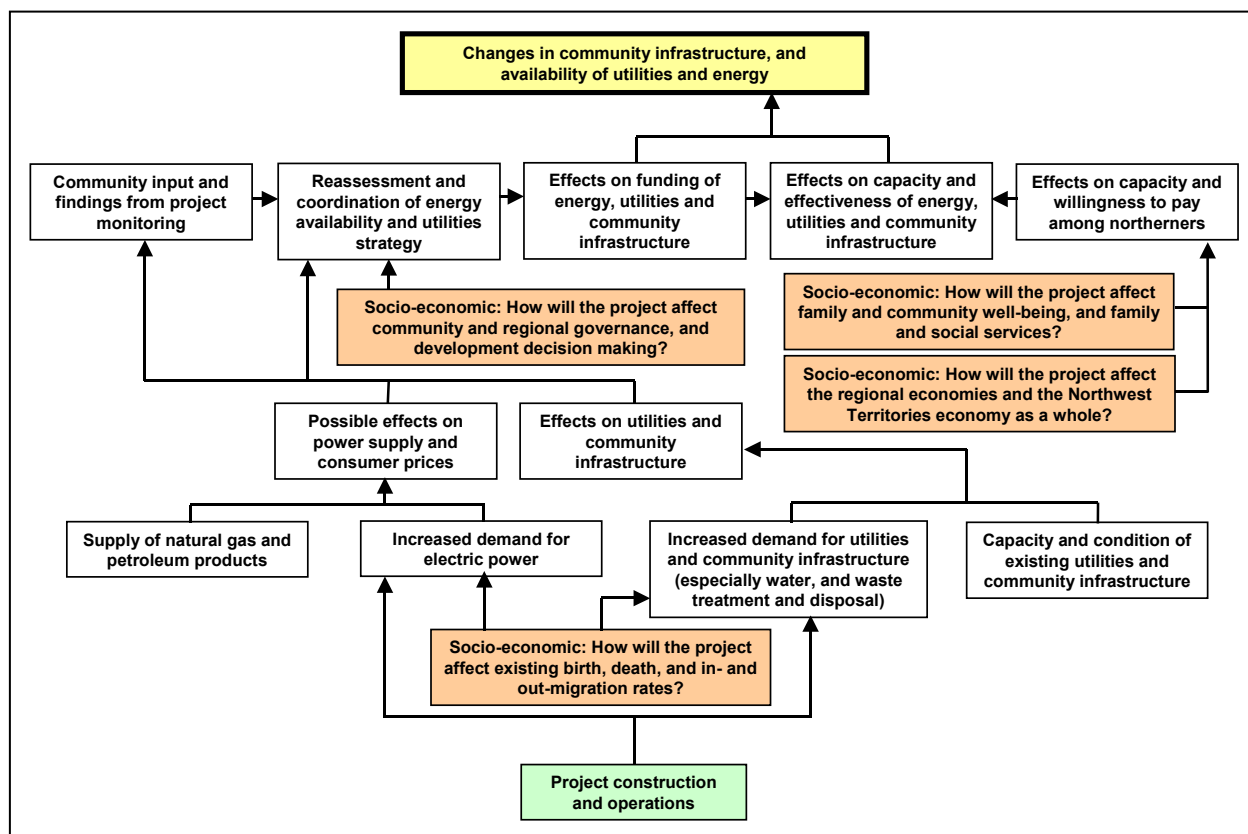 Changes in community infrastructure, and
availability of utilities and energy
Community input and
findings from project
monitoring
Reassessment and
coordination of energy
availability and utilities
strategy
Effects on funding of
energy, utilities and
community
infrastructure
Effects on capacity and
effectiveness of energy,
utilities and community
infrastructure
Effects on capacity and
willingness to pay
among northerners
Socio-economic: How will the project affect
community and regional governance, and
development decision making?
Socio-economic: How will the project affect
family and community well-being, and family
and social services?
Socio-economic: How will the project affect
the regional economies and the Northwest
Territories economy as a whole?
Possible effects on
power supply and
consumer prices
Effects on utilities and
community
infrastructure
Supply of natural gas and
petroleum products
Increased demand for
electric power
Increased demand for utilities
and community infrastructure
(especially water, and waste
treatment and disposal)
Capacity and condition of
existing utilities and
community infrastructure
Socio-economic: How will the project
affect existing birth, death, and in- and
out-migration rates?
Project construction
and operations